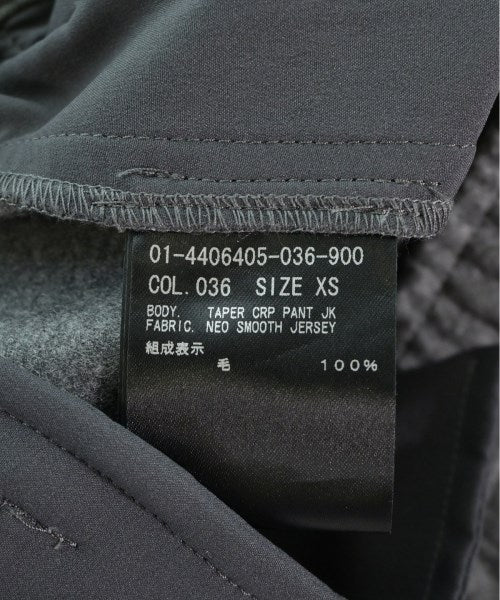 01-4406405-036-900
COL.036 SIZE XS
BODY. TAPER CRP PANT JK
FABRIC. NEO SMOOTH JERSEY
組成表示
毛 100%